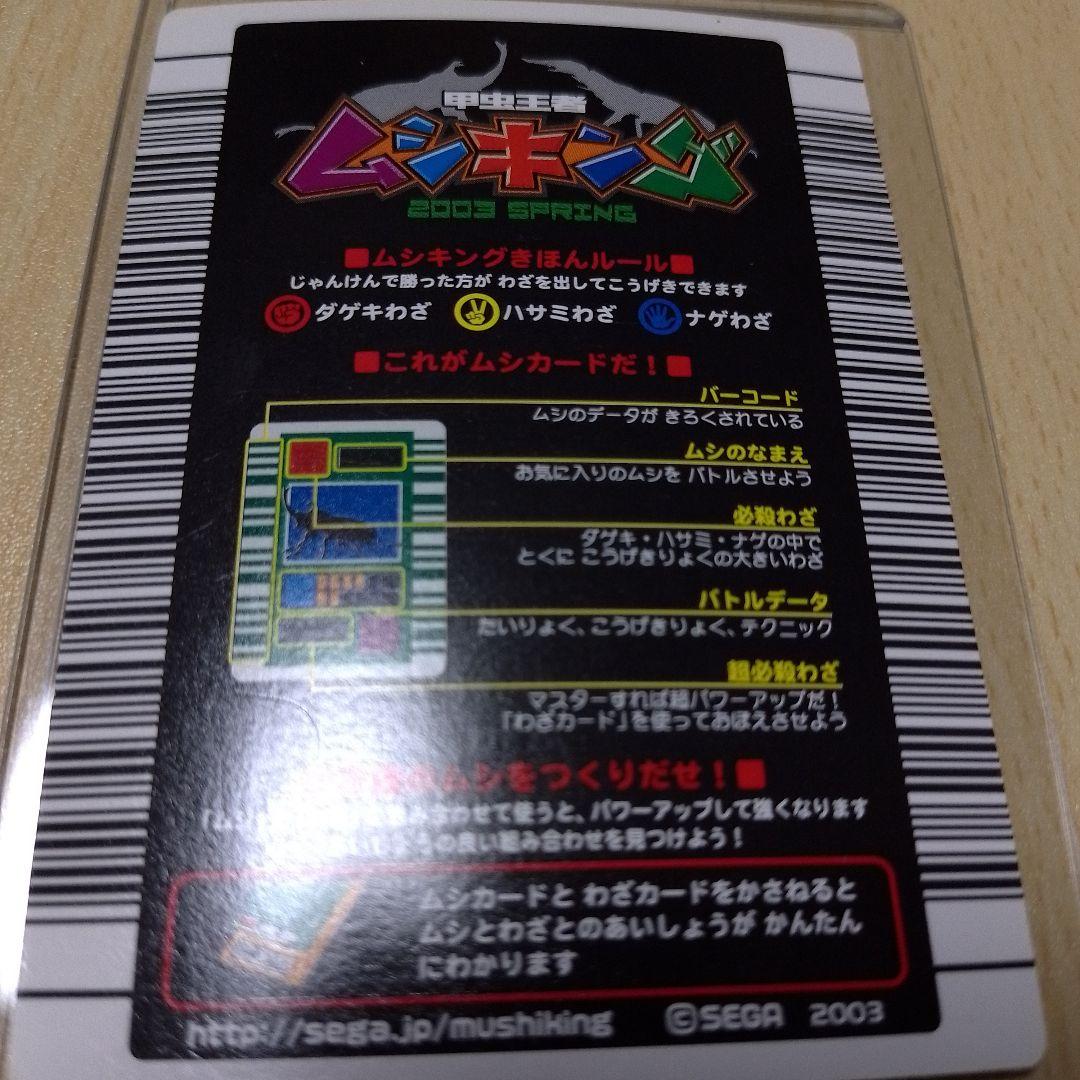 甲虫王者
ムシキング
2003 SPRING
■ムシキングきほんルール■
じゃんけんで勝った方が わざを出してこうげきできます
ダゲキわざ ハサミわざ ナゲわざ
■これがムシカードだ！■
バーコード
ムシのデータが きろくされている
ムシのなまえ
お気に入りのムシを バトルさせよう
必殺わざ
ダゲキ・ハサミ・ナゲの中で
とくに こうげきりょくの大きいわざ
バトルデータ
たいりょく、こうげきりょく、テクニック
超必殺わざ
マスターすれば超パワーアップだ！
「わざカード」を使っておぼえさせよう
のムシをつくりだせ！■
「ムシ わせて使うと、パワーアップして強くなります
うの良い組み合わせを見つけよう！
ムシカードと わざカードをかさねると
ムシとわざとのあいしょうが かんたん
にわかります
http://sega.jp/mushiking ©SEGA 2003